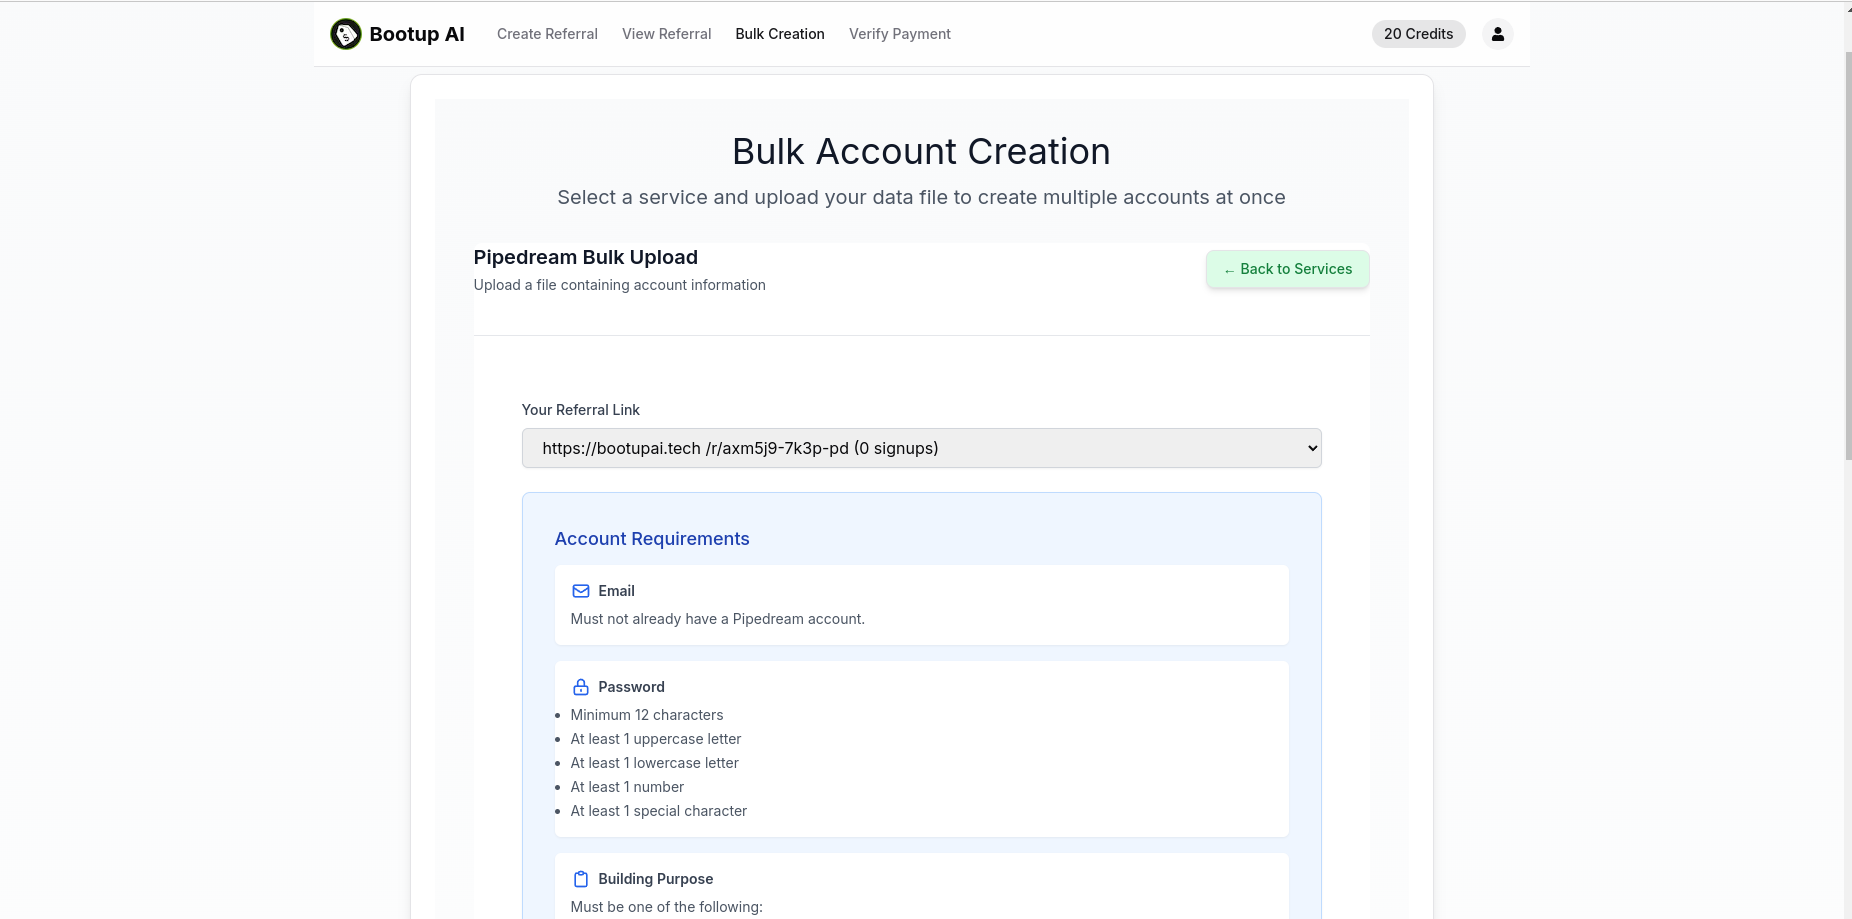 Bootup AI
Create Referral
View Referral
Bulk Creation
Verify Payment
20 Credits
Bulk Account Creation
Select a service and upload your data file to create multiple accounts at once
Pipedream Bulk Upload
Upload a file containing account information
← Back to Services
Your Referral Link
https://bootupai.tech /r/axm5j9-7k3p-pd (0 signups)
Account Requirements
Email
Must not already have a Pipedream account.
Password
• Minimum 12 characters
• At least 1 uppercase letter
• At least 1 lowercase letter
• At least 1 number
• At least 1 special character
Building Purpose
Must be one of the following: